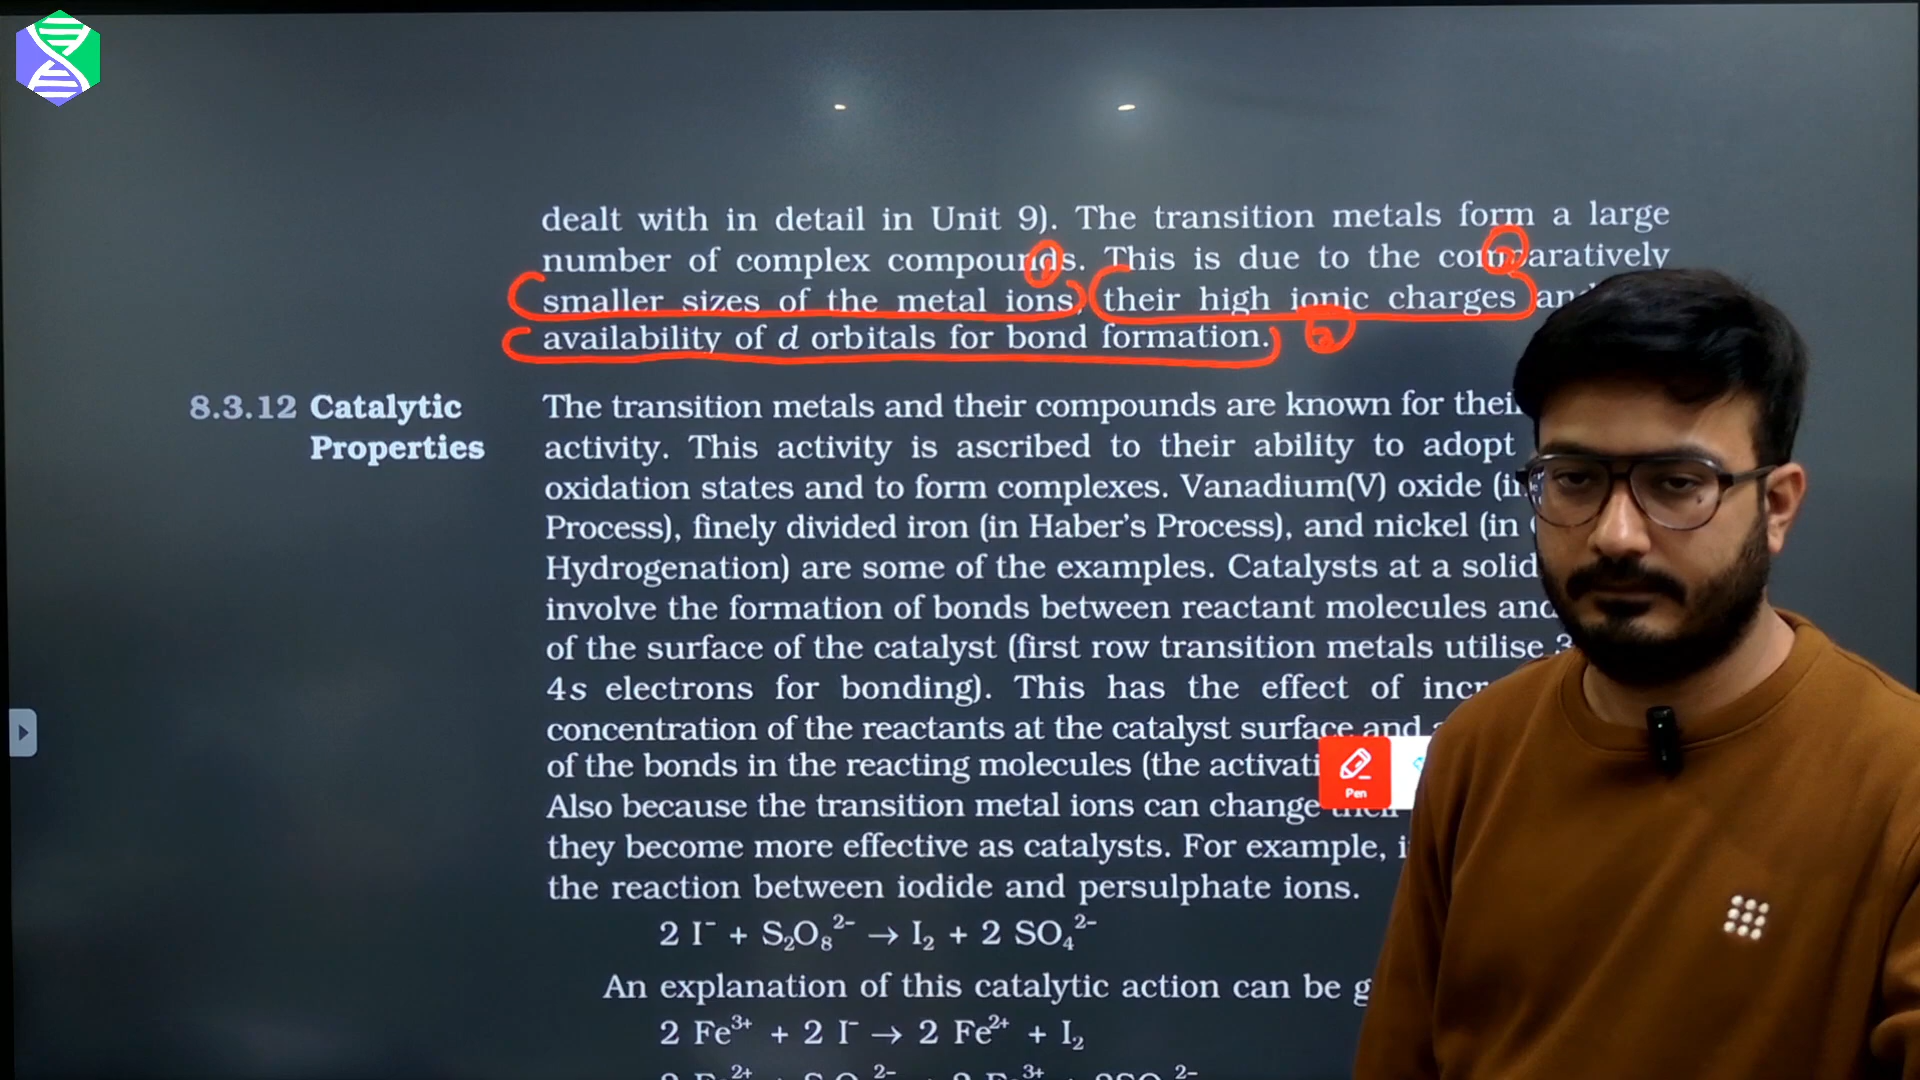 dealt with in detail in Unit 9). The transition metals form a large
number of complex compounds. This is due to the comparatively
smaller sizes of the metal ions, their high ionic charges
availability of d orbitals for bond formation.
8.3.12 Catalytic
Properties
The transition metals and their compounds are known for their
activity. This activity is ascribed to their ability to adopt
oxidation states and to form complexes. Vanadium(V) oxide
Process), finely divided iron (in Haber's Process), and nickel (in
Hydrogenation) are some of the examples. Catalysts at a solid
involve the formation of bonds between reactant molecules and
of the surface of the catalyst (first row transition metals utilise
4s electrons for bonding). This has the effect of
concentration of the reactants at the catalyst surface and
of the bonds in the reacting molecules (the
Also because the transition metal ions can change
they become more effective as catalysts. For example,
the reaction between iodide and persulphate ions.
2 I⁻ + S₂O₈²⁻ → I₂ + 2 SO₄²⁻
An explanation of this catalytic action can be
2 Fe³⁺ + 2 I⁻ → 2 Fe²⁺ + I₂
Pen